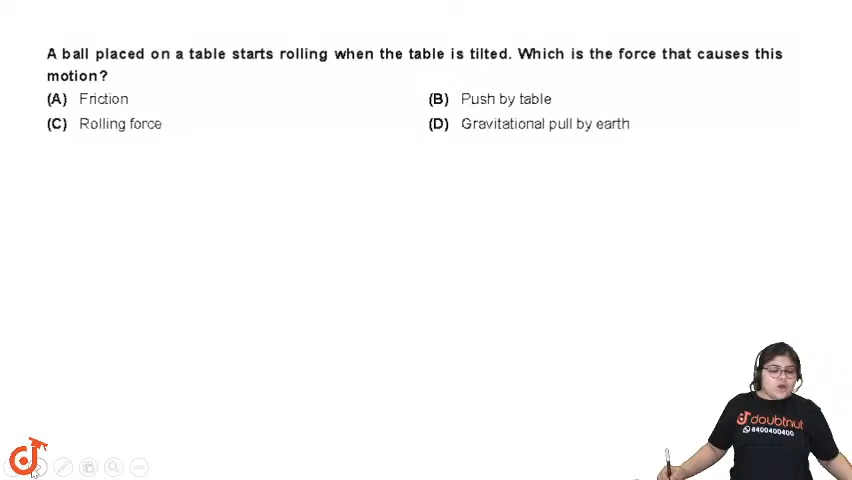 A ball placed on a table starts rolling when the table is tilted. Which is the force that causes this
motion?
(A) Friction (B) Push by table
(C) Rolling force (D) Gravitational pull by earth
doubtnut
8400400400